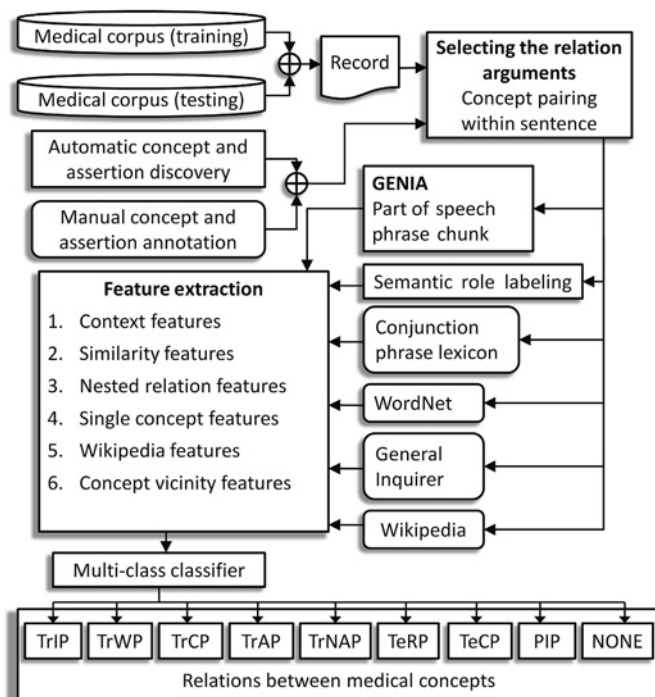 Medical corpus (training)
Medical corpus (testing)
Record
Selecting the relation
arguments
Concept pairing
within sentence
Automatic concept and
assertion discovery
Manual concept and
assertion annotation
GENIA
Part of speech
phrase chunk
Semantic role labeling
Conjunction
phrase lexicon
WordNet
General
Inquirer
Wikipedia
Feature extraction
1. Context features
2. Similarity features
3. Nested relation features
4. Single concept features
5. Wikipedia features
6. Concept vicinity features
Multi-class classifier
TrIP TrWP TrCP TrAP TrNAP TeRP TeCP PIP NONE
Relations between medical concepts